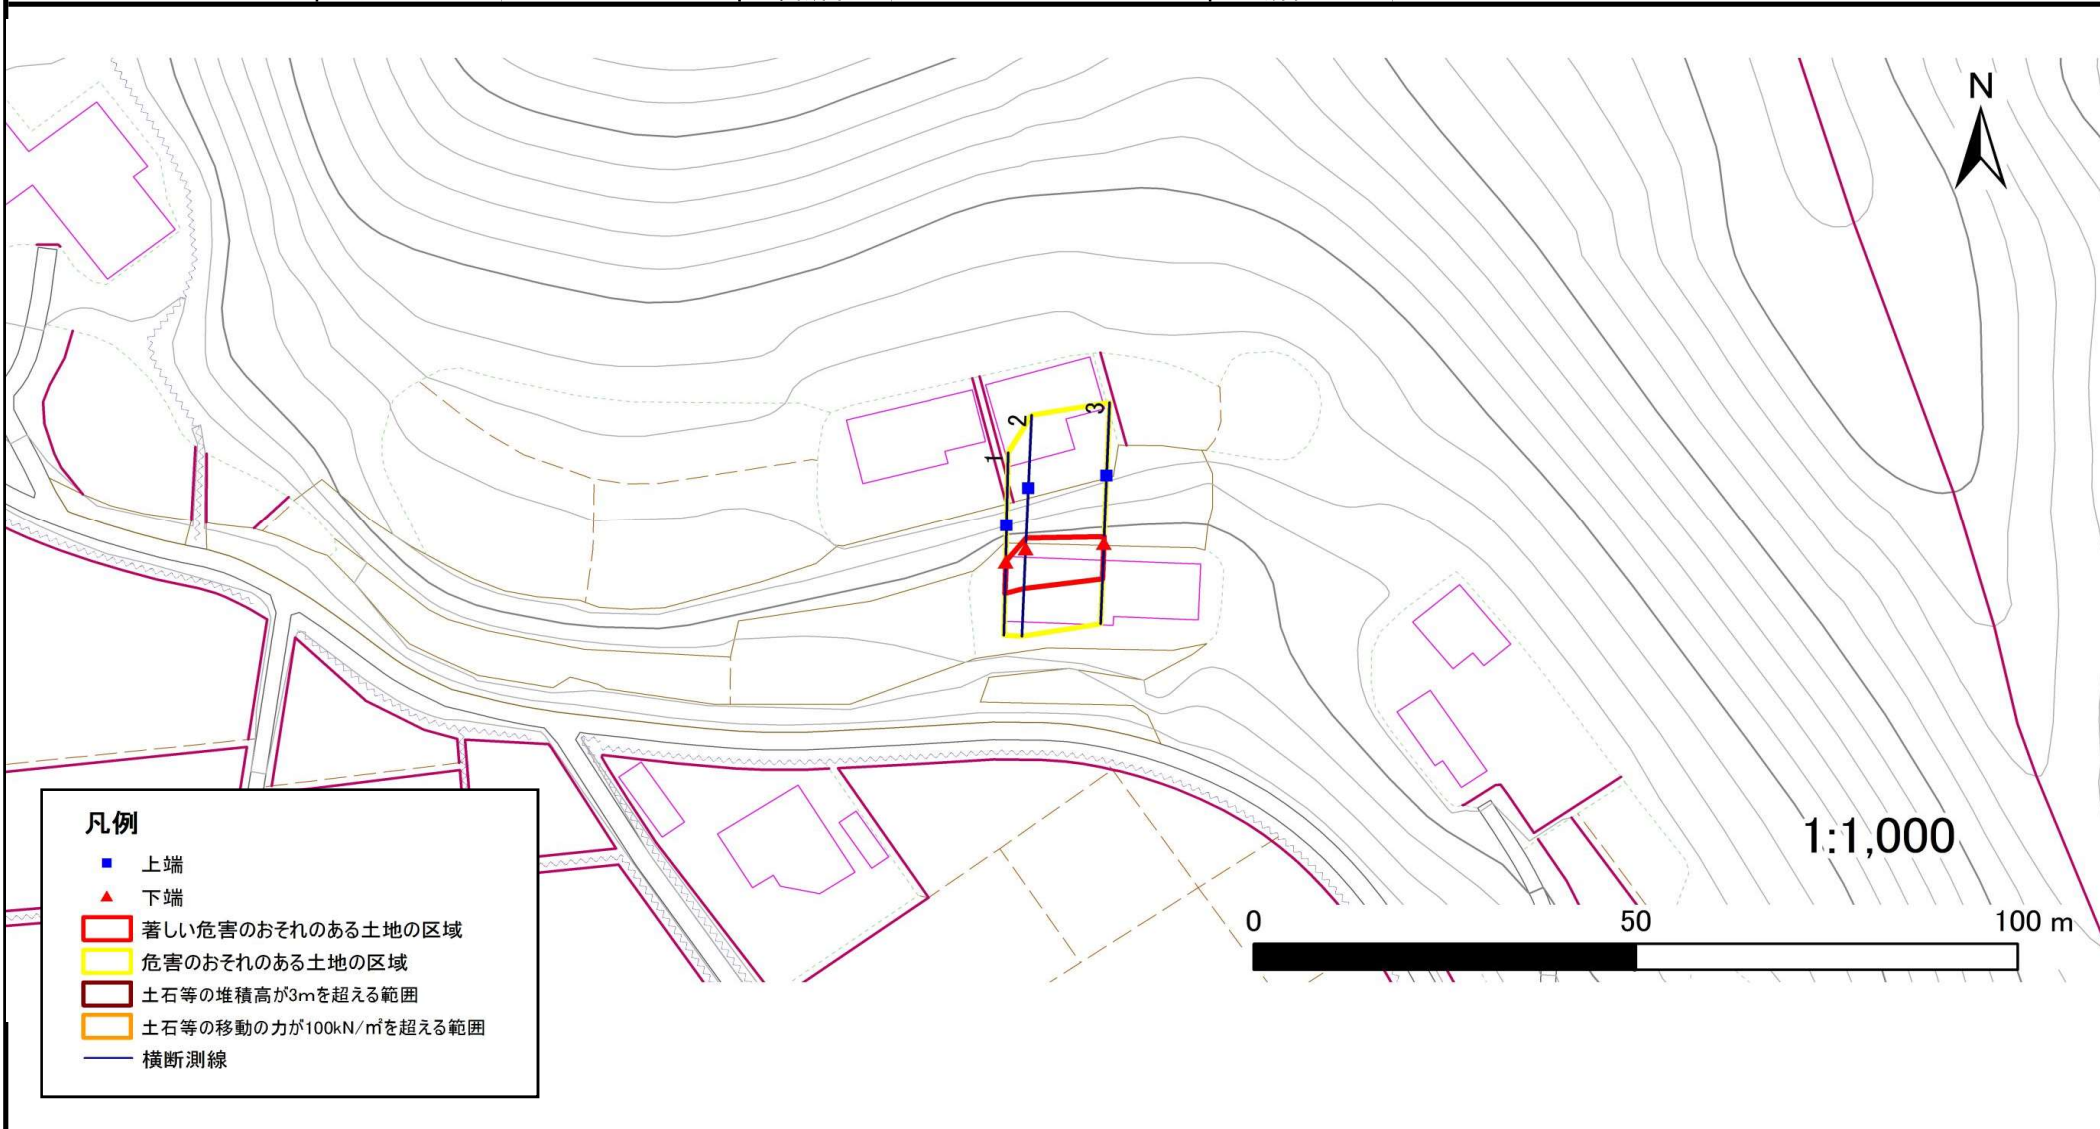 N
2
3
1
1:1,000
0 50 100 m
凡例
上端
下端
著しい危害のおそれのある土地の区域
危害のおそれのある土地の区域
土石等の堆積高が3mを超える範囲
土石等の移動の力が100kN/㎡を超える範囲
横断測線